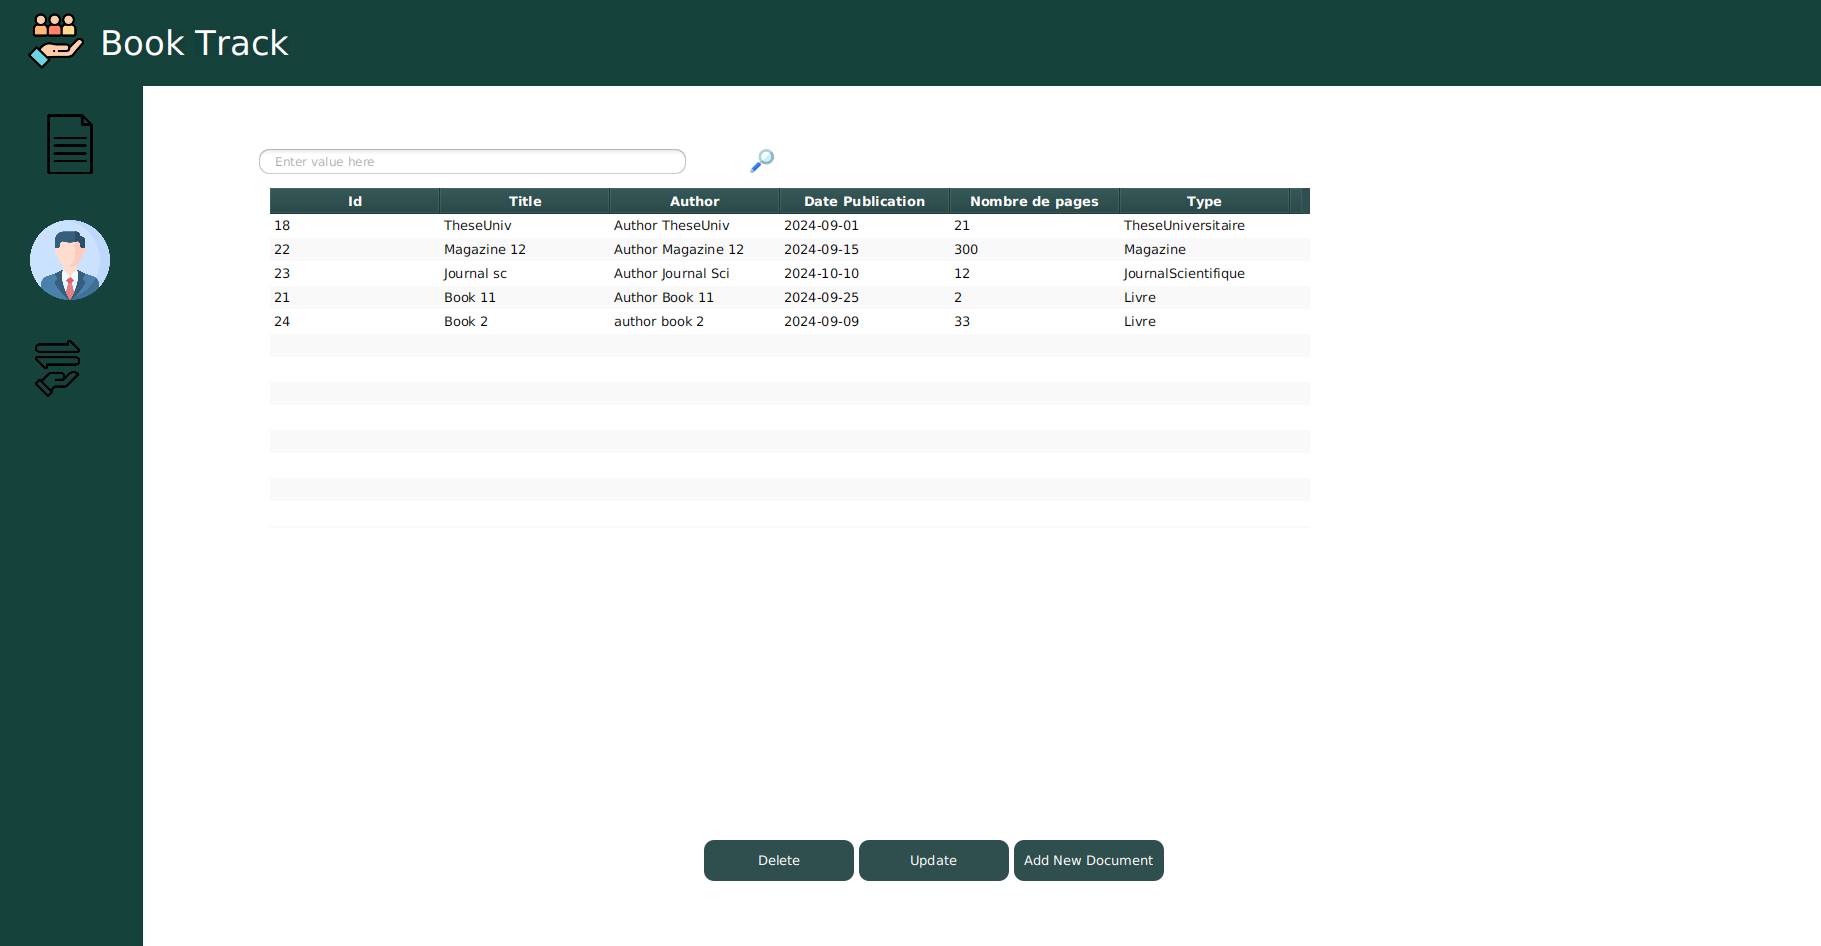 Book Track
Enter value here
Id Title Author Date Publication Nombre de pages Type
18 TheseUniv Author TheseUniv 2024-09-01 21 TheseUniversitaire
22 Magazine 12 Author Magazine 12 2024-09-15 300 Magazine
23 Journal sc Author Journal Sci 2024-10-10 12 JournalScientifique
21 Book 11 Author Book 11 2024-09-25 2 Livre
24 Book 2 author book 2 2024-09-09 33 Livre
Delete Update Add New Document